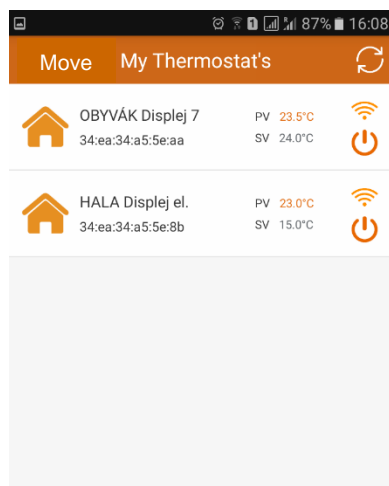 1 87% 16:08
Move My Thermostat's
OBYVÁK Displej 7 PV 23.5°C
34:ea:34:a5:5e:aa SV 24.0°C
HALA Displej el. PV 23.0°C
34:ea:34:a5:5e:8b SV 15.0°C